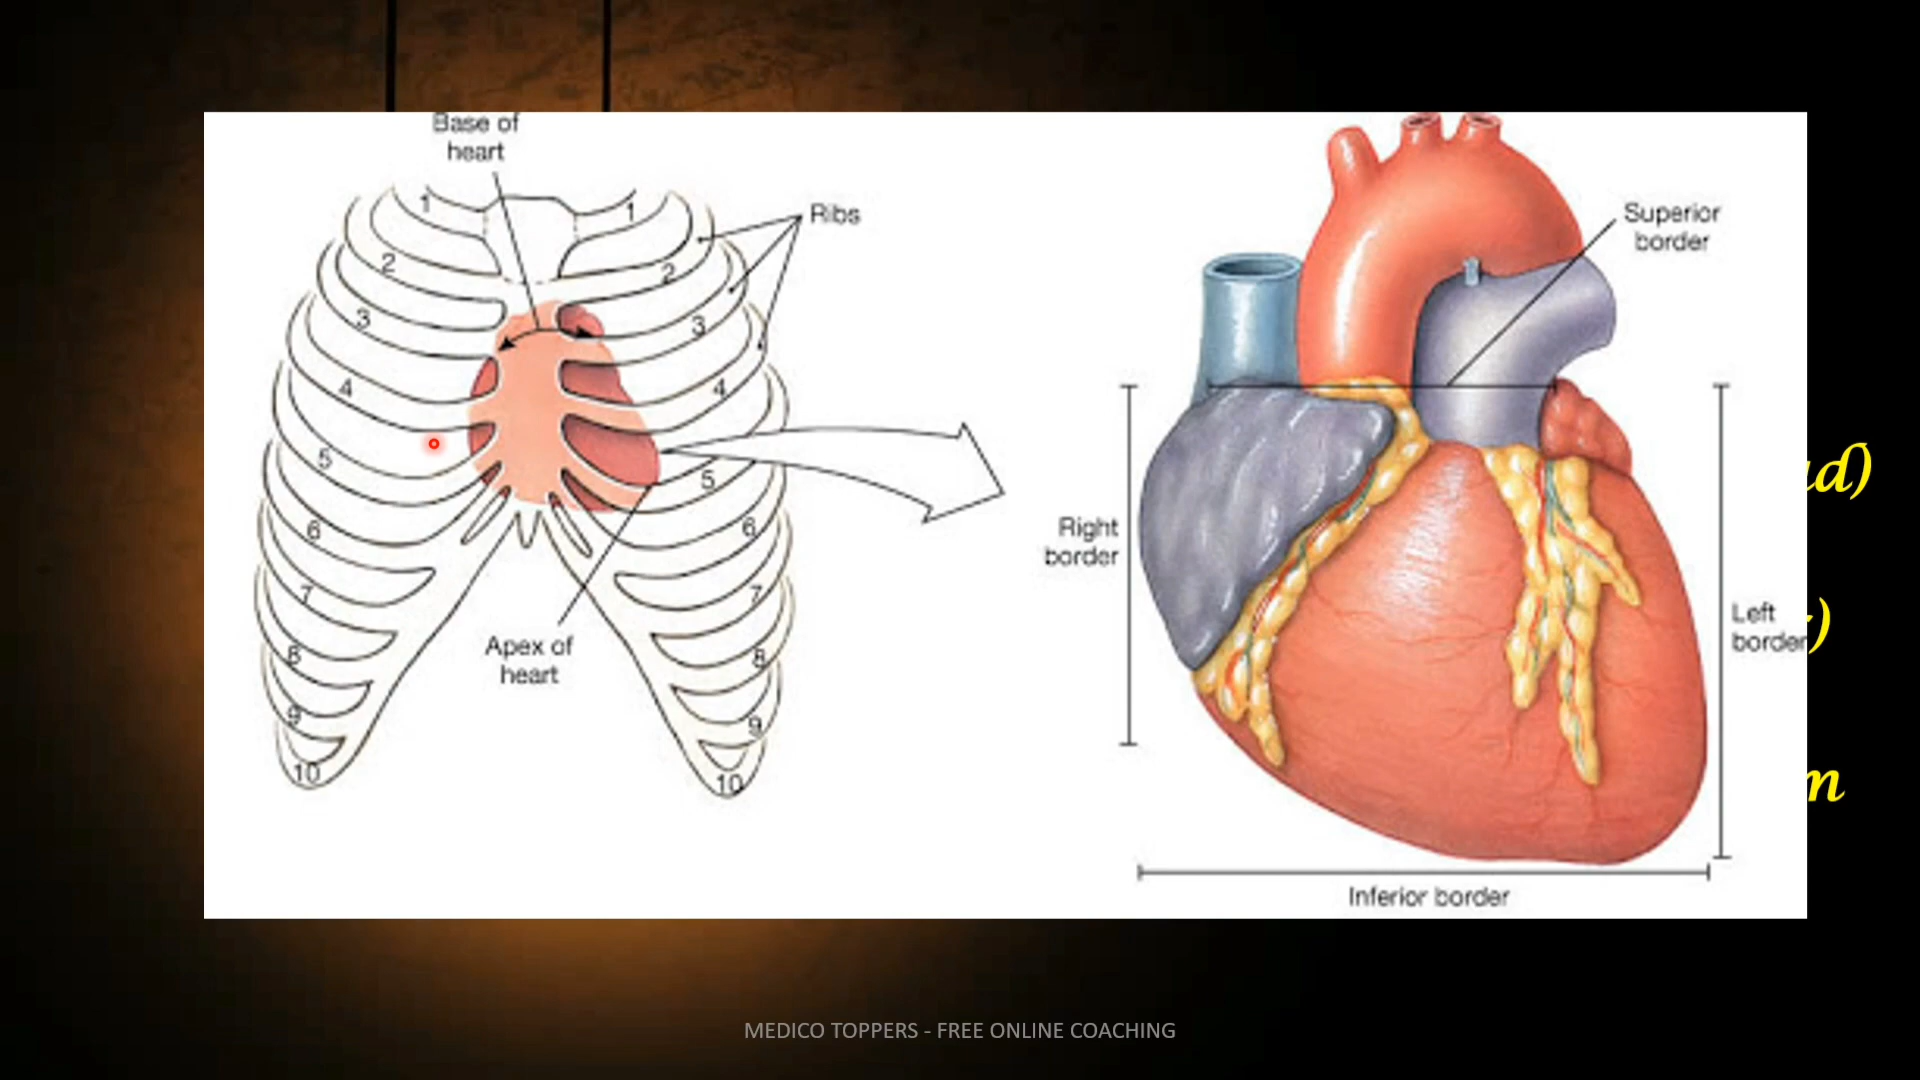 Base of
heart
1
1
Ribs
2
2
3
3
4
4
5
5
6
6
7
7
8
8
9
9
10
10
Apex of
heart
Superior
border
Right
border
Left
border
Inferior border
m
MEDICO TOPPERS - FREE ONLINE COACHING